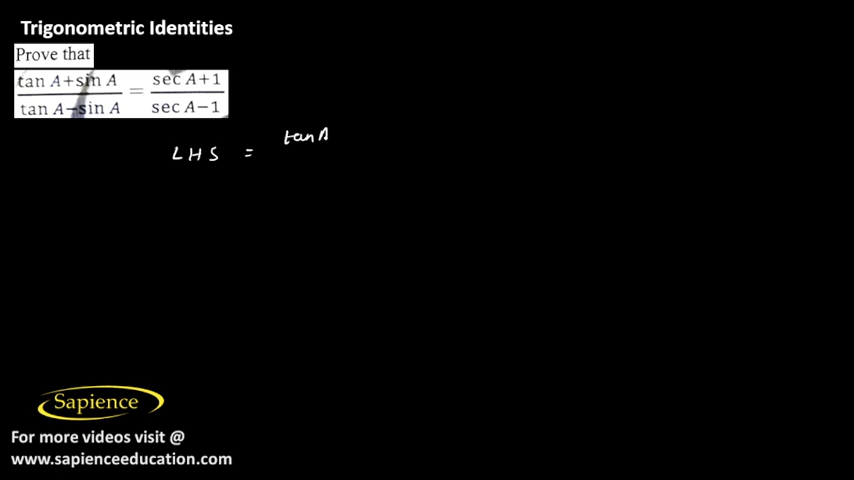 Trigonometric Identities
Prove that
tan A+sin A / tan A−sin A = sec A+1 / sec A−1
LHS = tan A
Sapience
For more videos visit @
www.sapienceeducation.com